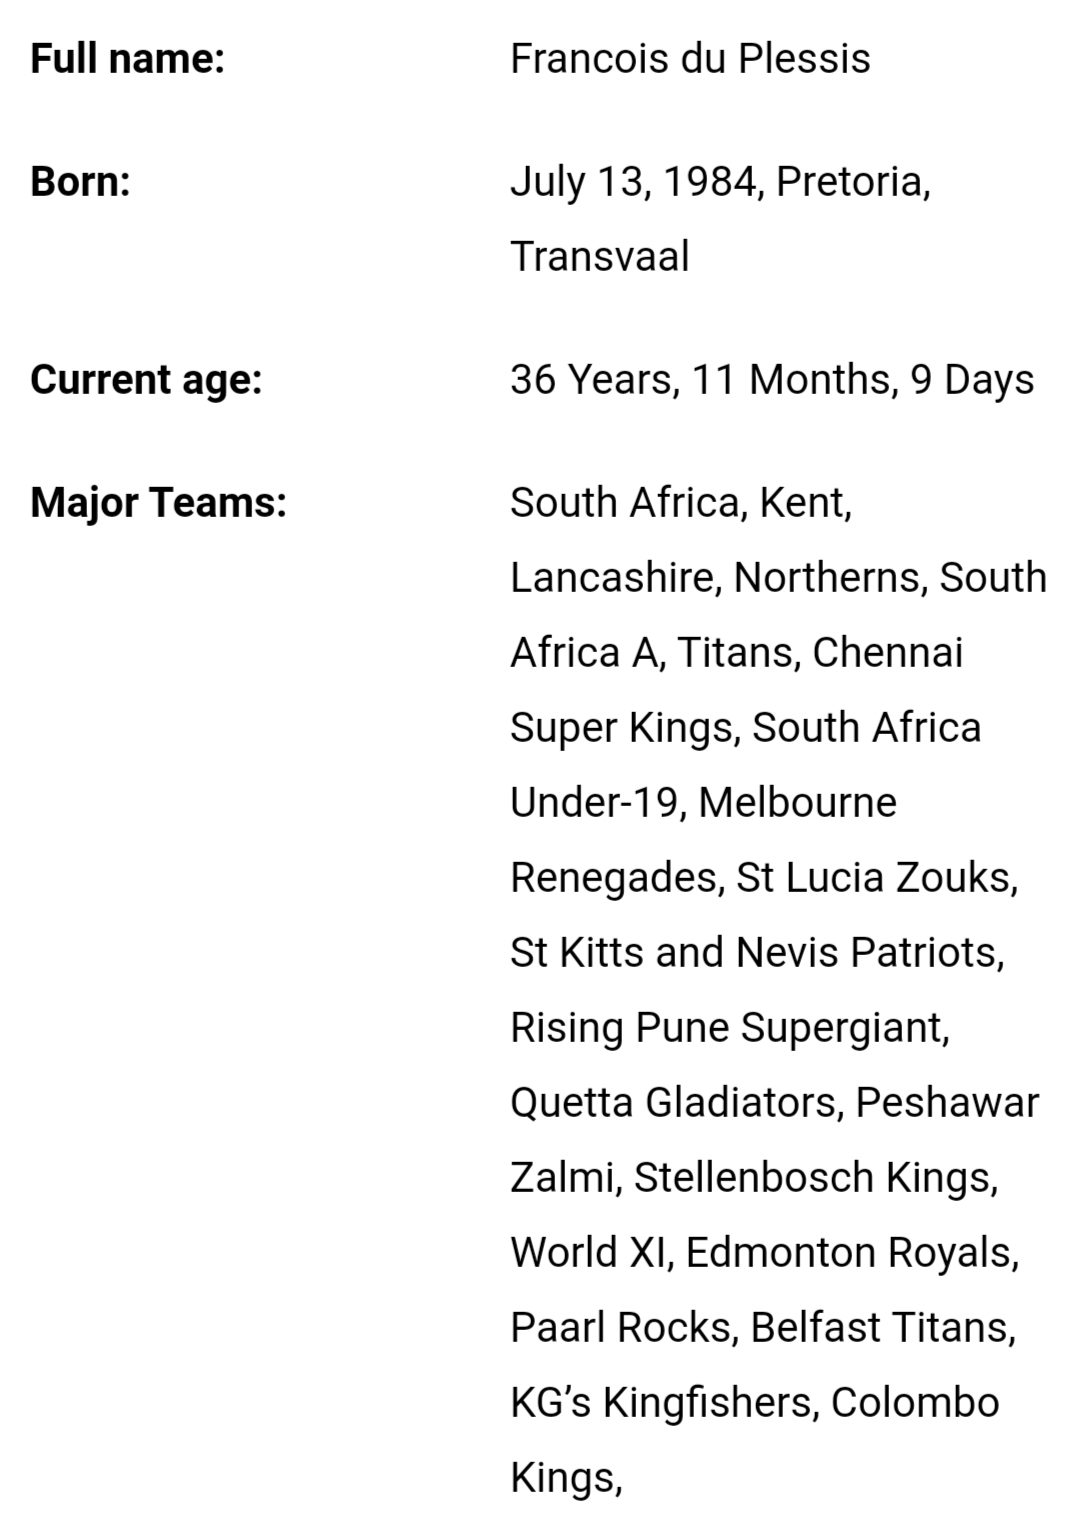 Full name: Francois du Plessis
Born: July 13, 1984, Pretoria,
Transvaal
Current age: 36 Years, 11 Months, 9 Days
Major Teams: South Africa, Kent,
Lancashire, Northerns, South
Africa A, Titans, Chennai
Super Kings, South Africa
Under-19, Melbourne
Renegades, St Lucia Zouks,
St Kitts and Nevis Patriots,
Rising Pune Supergiant,
Quetta Gladiators, Peshawar
Zalmi, Stellenbosch Kings,
World XI, Edmonton Royals,
Paarl Rocks, Belfast Titans,
KG’s Kingfishers, Colombo
Kings,